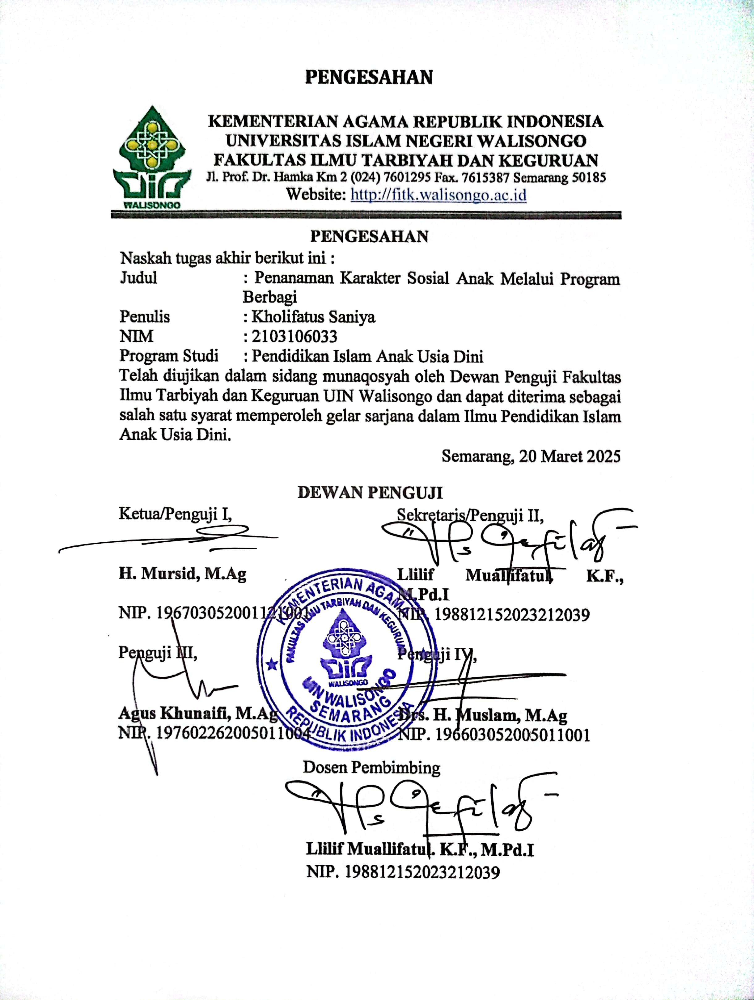 PENGESAHAN
KEMENTERIAN AGAMA REPUBLIK INDONESIA
UNIVERSITAS ISLAM NEGERI WALISONGO
FAKULTAS ILMU TARBIYAH DAN KEGURUAN
Jl. Prof. Dr. Hamka Km 2 (024) 7601295 Fax. 7615387 Semarang 50185
Website: http://fitk.walisongo.ac.id
WALISONGO
PENGESAHAN
Naskah tugas akhir berikut ini :
Judul : Penanaman Karakter Sosial Anak Melalui Program
Berbagi
Penulis : Kholifatus Saniya
NIM : 2103106033
Program Studi : Pendidikan Islam Anak Usia Dini
Telah diujikan dalam sidang munaqosyah oleh Dewan Penguji Fakultas
Ilmu Tarbiyah dan Keguruan UIN Walisongo dan dapat diterima sebagai
salah satu syarat memperoleh gelar sarjana dalam Ilmu Pendidikan Islam
Anak Usia Dini.
Semarang, 20 Maret 2025
DEWAN PENGUJI
Ketua/Penguji I, Sekretaris/Penguji II,
H. Mursid, M.Ag Llilif Muallifatul K.F.,
M.Pd.I
NIP. 196703052001121001 NIP. 198812152023212039
Penguji III, Penguji IV,
Agus Khunaifi, M.Ag Drs. H. Muslam, M.Ag
NIP. 197602262005011004 NIP. 196603052005011001
KEMENTERIAN AGAMA
FAKULTAS ILMU TARBIYAH DAN KEGURUAN
WALISONGO
UIN WALISONGO
SEMARANG
REPUBLIK INDONESIA
Dosen Pembimbing
Llilif Muallifatul. K.F., M.Pd.I
NIP. 198812152023212039